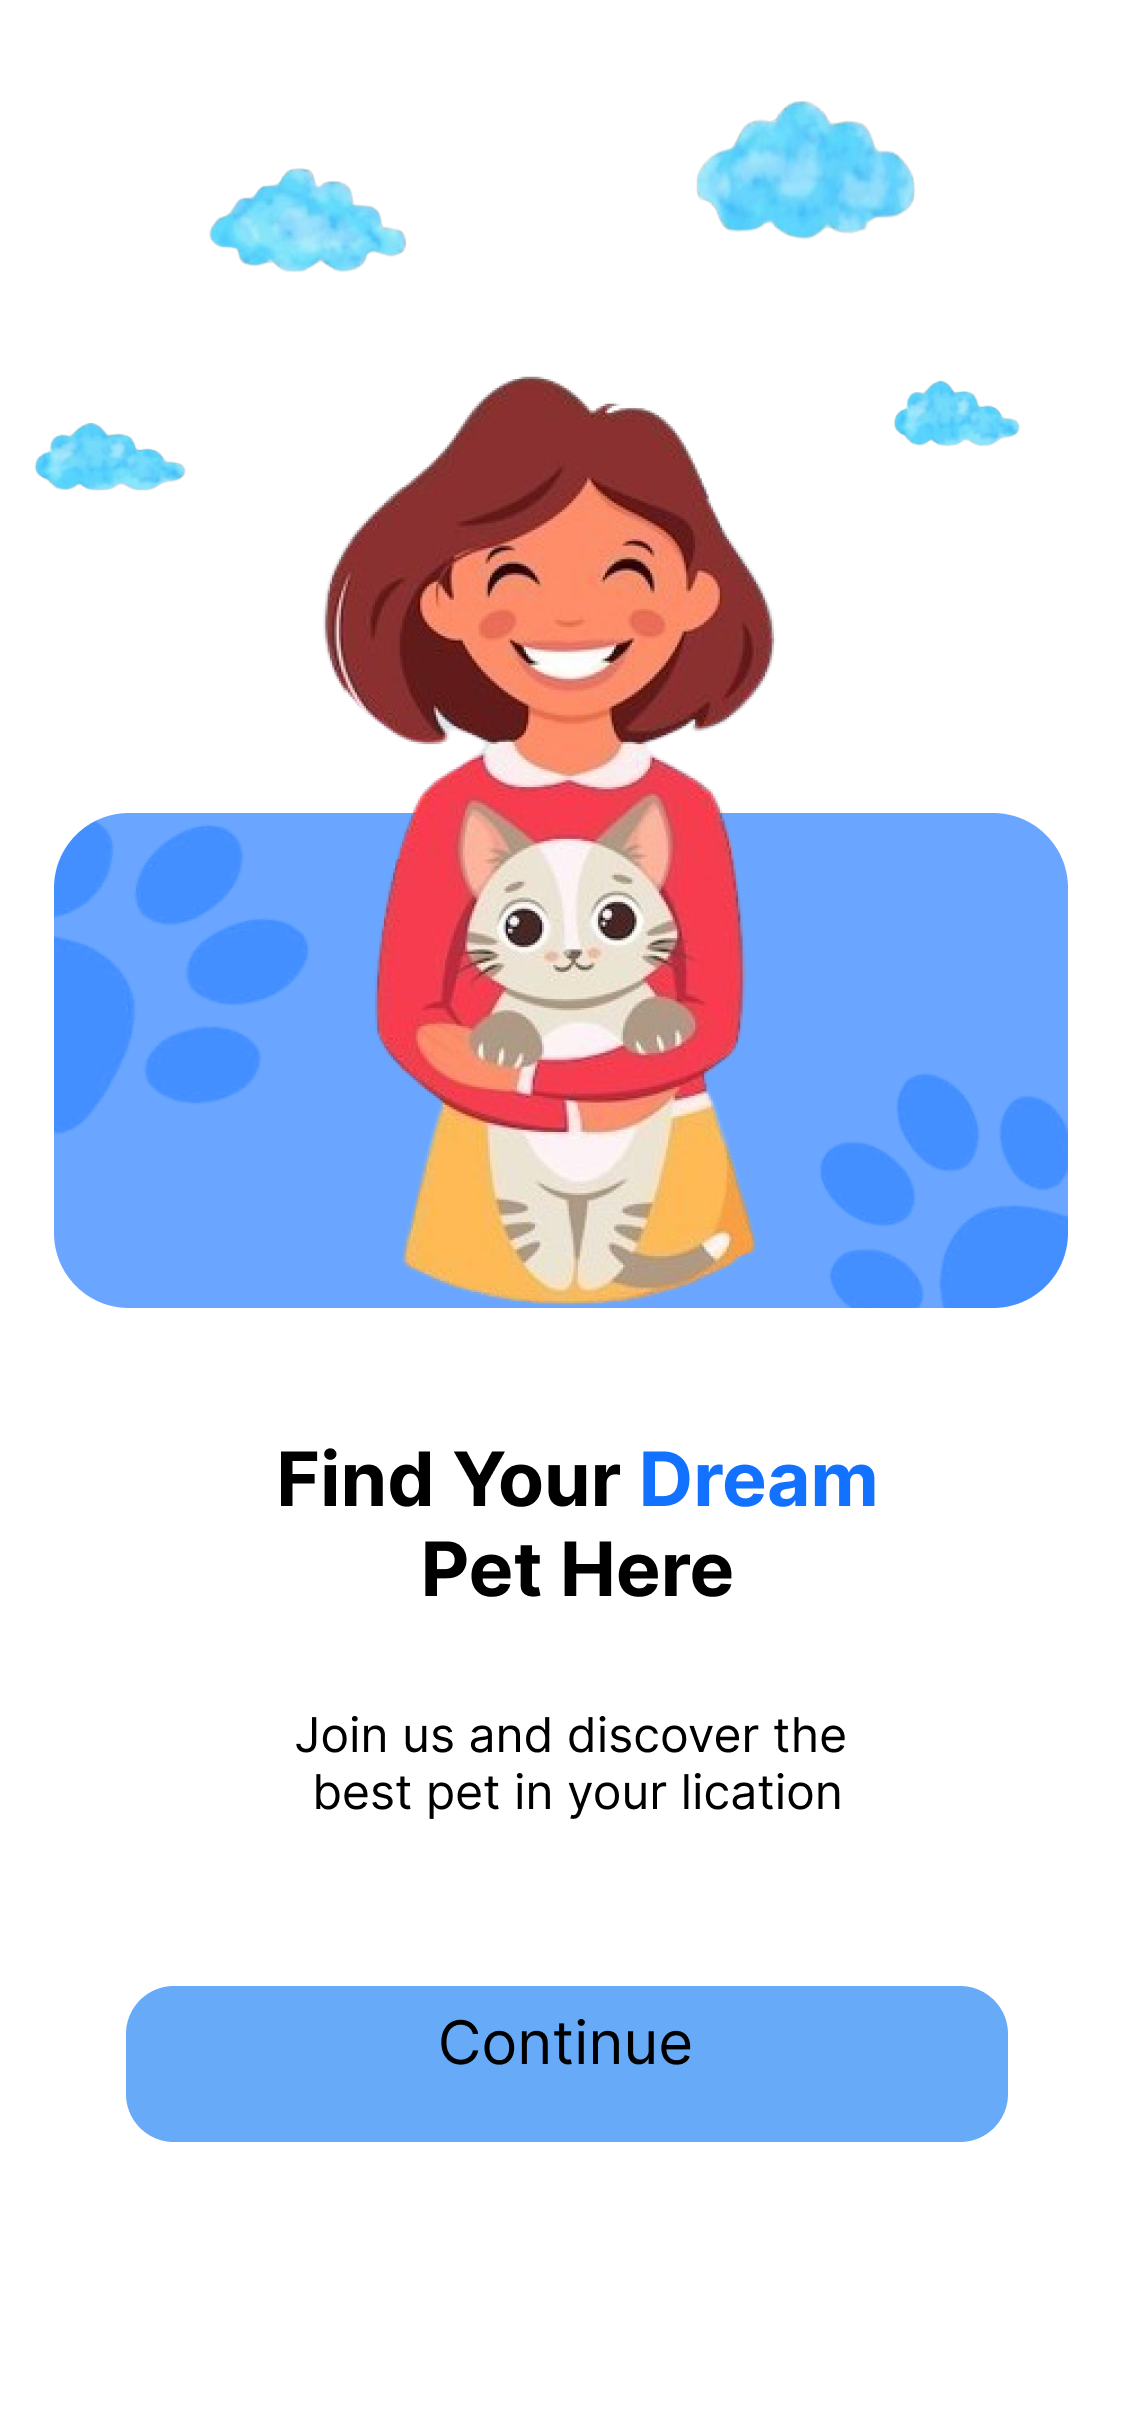 Find Your Dream
Pet Here
Join us and discover the
best pet in your lication
Continue